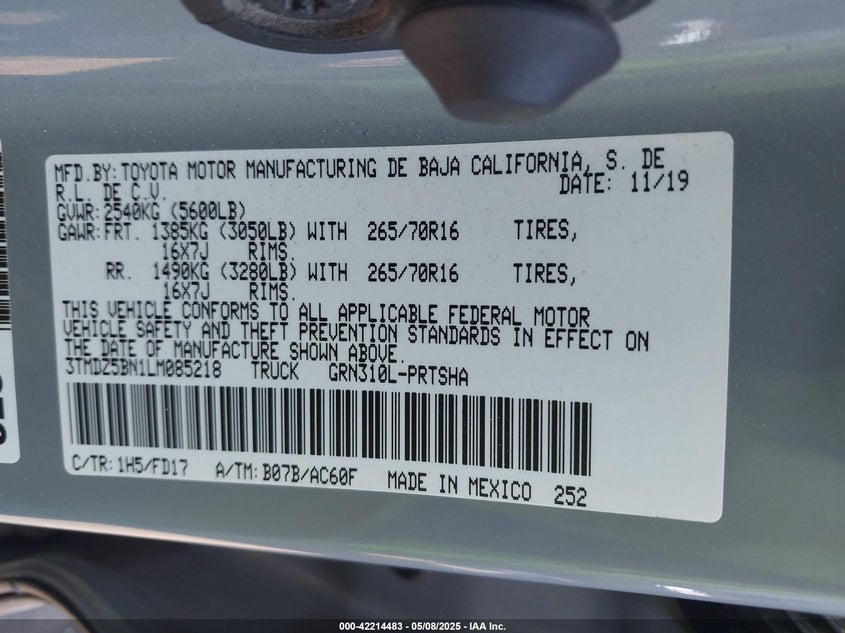 MFD.BY: TOYOTA MOTOR MANUFACTURING DE BAJA CALIFORNIA, S. DE
R.L. DE C.V. DATE: 11/19
GVWR: 2540KG (5600LB)
GAWR: FRT. 1385KG (3050LB) WITH 265/70R16 TIRES,
16X7J RIMS.
RR. 1490KG (3280LB) WITH 265/70R16 TIRES,
16X7J RIMS.
THIS VEHICLE CONFORMS TO ALL APPLICABLE FEDERAL MOTOR
VEHICLE SAFETY AND THEFT PREVENTION STANDARDS IN EFFECT ON
THE DATE OF MANUFACTURE SHOWN ABOVE.
3TMDZ5BN1LM085218 TRUCK GRN310L-PRTSHA
C/TR: 1H5/FD17 A/TM: B07B/AC60F MADE IN MEXICO 252
000-42214483 - 05/08/2025 - IAA Inc.